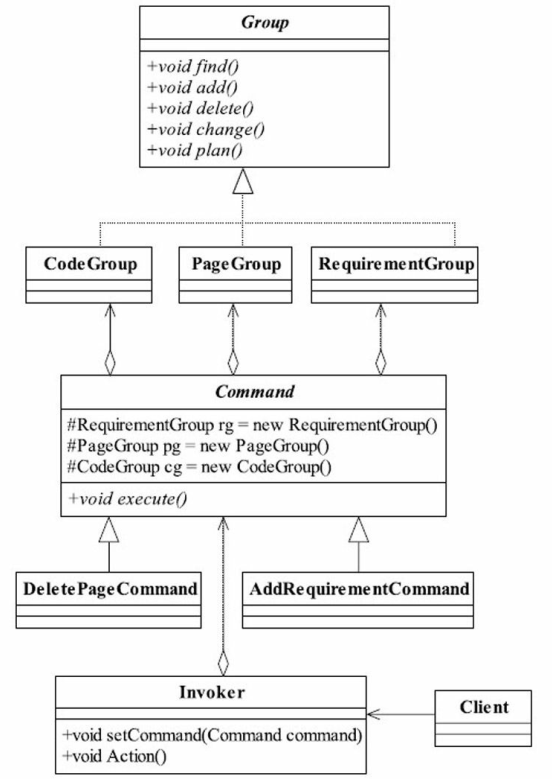 Group
+void find()
+void add()
+void delete()
+void change()
+void plan()
CodeGroup
PageGroup
RequirementGroup
Command
#RequirementGroup rg = new RequirementGroup()
#PageGroup pg = new PageGroup()
#CodeGroup cg = new CodeGroup()
+void execute()
DeletePageCommand
AddRequirementCommand
Invoker
+void setCommand(Command command)
+void Action()
Client